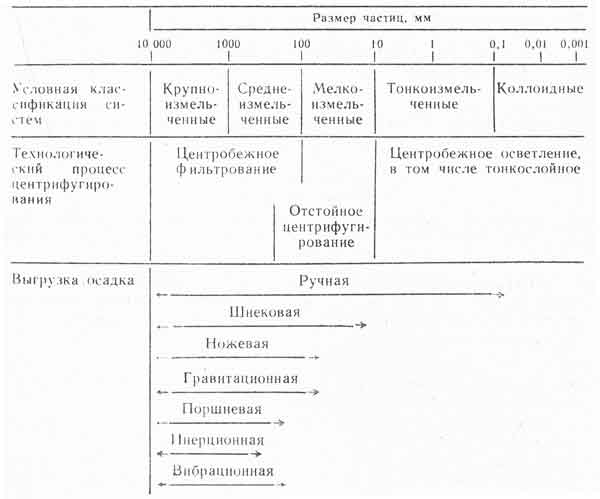 Размер частиц, мм
10 000 1000 100 10 1 0,1 0,01 0,001
Условная клас-
сификация сис-
тем
Крупно-
измель-
ченные
Средне-
измель-
ченные
Мелко-
измель-
ченные
Тонкоизмель-
ченные
Коллоидные
Технологиче-
ский процесс
центрифугиро-
вания
Центробежное
фильтрование
Центробежное осветление,
в том числе тонкослойное
Отстойное
центрифуги-
рование
Выгрузка осадка
Ручная
Шнековая
Ножевая
Гравитационная
Поршневая
Инерционная
Вибрационная